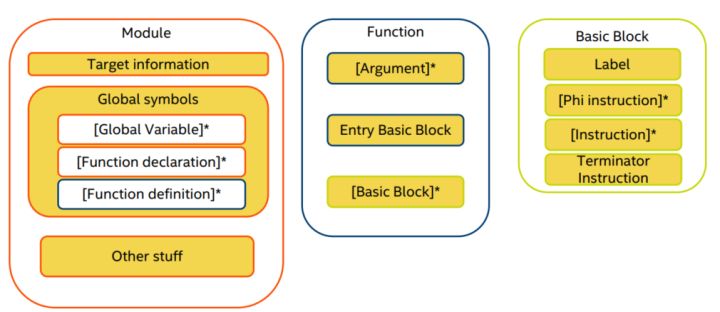 Module
Target information
Global symbols
[Global Variable]*
[Function declaration]*
[Function definition]*
Other stuff
Function
[Argument]*
Entry Basic Block
[Basic Block]*
Basic Block
Label
[Phi instruction]*
[Instruction]*
Terminator
Instruction